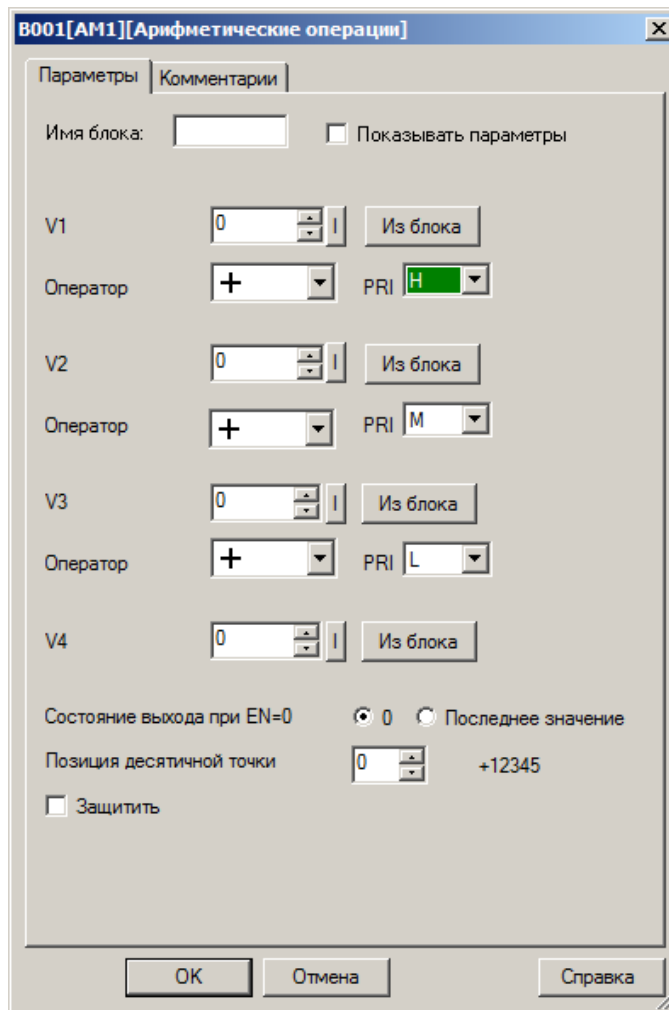 B001[AM1][Арифметические операции]
Параметры Комментарии
Имя блока: Показывать параметры
V1 0 I Из блока
Оператор + PRI H
V2 0 I Из блока
Оператор + PRI M
V3 0 I Из блока
Оператор + PRI L
V4 0 I Из блока
Состояние выхода при EN=0 0 Последнее значение
Позиция десятичной точки 0 +12345
Защитить
OK Отмена Справка